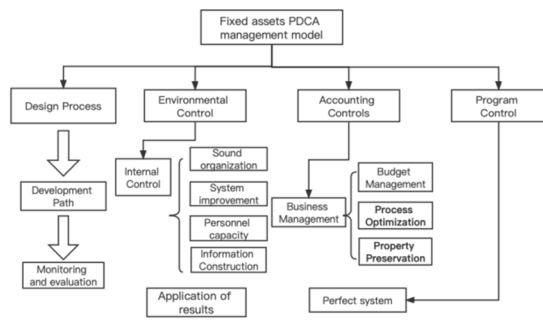 Fixed assets PDCA
management model
Design Process
Environmental
Control
Accounting
Controls
Program
Control
Internal
Control
Sound
organization
System
improvement
Personnel
capacity
Information
Construction
Development
Path
Business
Management
Budget
Management
Process
Optimization
Property
Preservation
Monitoring
and evaluation
Application of
results
Perfect system